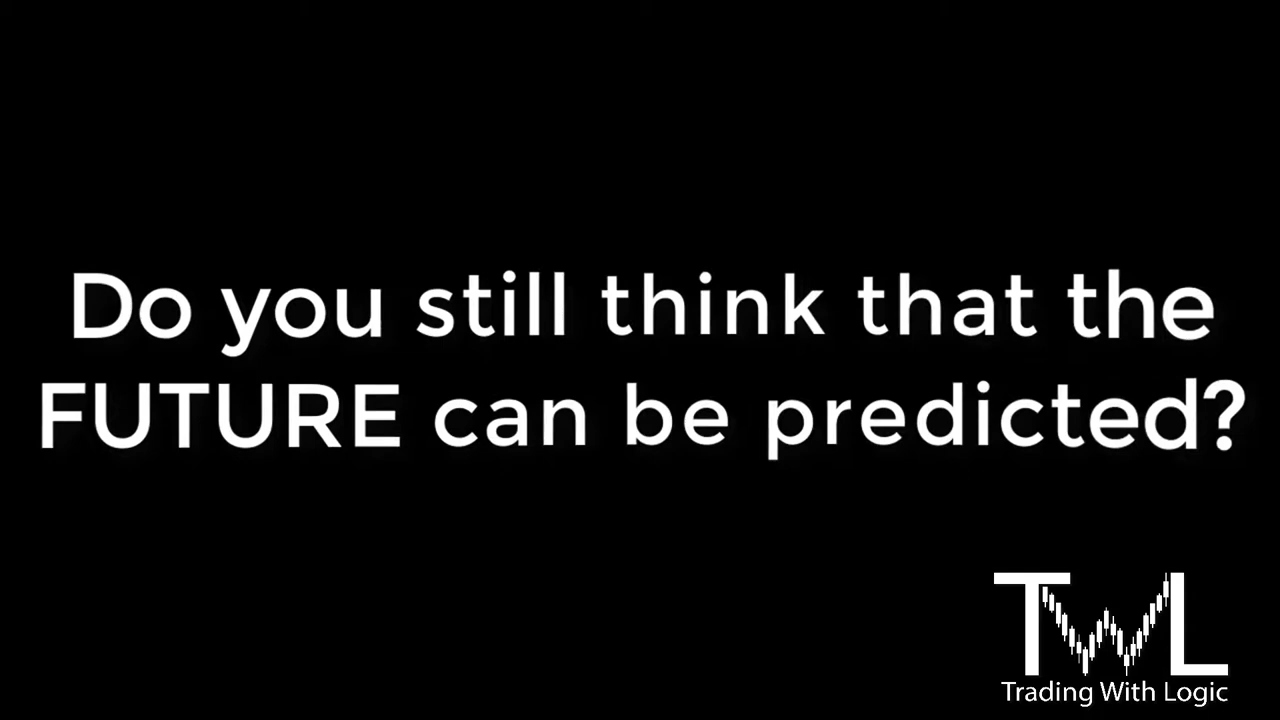 Do you still think that the
FUTURE can be predicted?
TWL
Trading With Logic